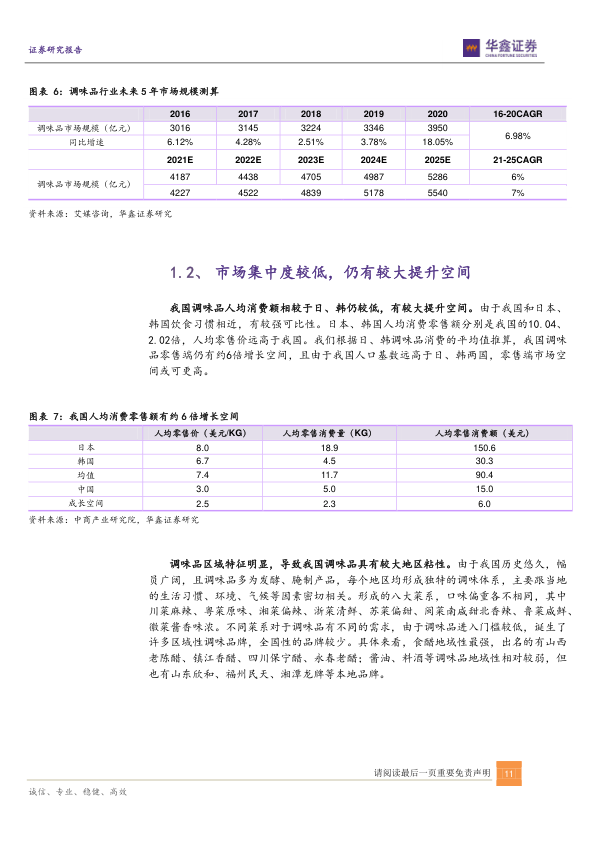 证券研究报告
华鑫证券
CHINA FORTUNE SECURITIES
图表 6：调味品行业未来 5 年市场规模测算
2016 2017 2018 2019 2020 16-20CAGR
调味品市场规模（亿元） 3016 3145 3224 3346 3950 6.98%
同比增速 6.12% 4.28% 2.51% 3.78% 18.05%
2021E 2022E 2023E 2024E 2025E 21-25CAGR
调味品市场规模（亿元） 4187 4438 4705 4987 5286 6%
4227 4522 4839 5178 5540 7%
资料来源：艾媒咨询，华鑫证券研究
1.2、 市场集中度较低，仍有较大提升空间
我国调味品人均消费额相较于日、韩仍较低，有较大提升空间。由于我国和日本、
韩国饮食习惯相近，有较强可比性。日本、韩国人均消费零售额分别是我国的10.04、
2.02倍，人均零售价远高于我国。我们根据日、韩调味品消费的平均值推算，我国调味
品零售端仍有约6倍增长空间，且由于我国人口基数远高于日、韩两国，零售端市场空
间或可更高。
图表 7：我国人均消费零售额有约 6 倍增长空间
人均零售价（美元/KG） 人均零售消费量（KG） 人均零售消费额（美元）
日本 8.0 18.9 150.6
韩国 6.7 4.5 30.3
均值 7.4 11.7 90.4
中国 3.0 5.0 15.0
成长空间 2.5 2.3 6.0
资料来源：中商产业研究院，华鑫证券研究
调味品区域特征明显，导致我国调味品具有较大地区粘性。由于我国历史悠久，幅
员广阔，且调味品多为发酵、腌制产品，每个地区均形成独特的调味体系，主要跟当地
的生活习惯、环境、气候等因素密切相关。形成的八大菜系，口味偏重各不相同，其中
川菜麻辣、粤菜原味、湘菜偏辣、浙菜清鲜、苏菜偏甜、闽菜南咸甜北香辣、鲁菜咸鲜、
徽菜酱香味浓。不同菜系对于调味品有不同的需求，由于调味品进入门槛较低，诞生了
许多区域性调味品牌，全国性的品牌较少。具体来看，食醋地域性最强，出名的有山西
老陈醋、镇江香醋、四川保宁醋、永春老醋；酱油、料酒等调味品地域性相对较弱，但
也有山东欣和、福州民天、湘潭龙牌等本地品牌。
请阅读最后一页重要免责声明 11
诚信、专业、稳健、高效